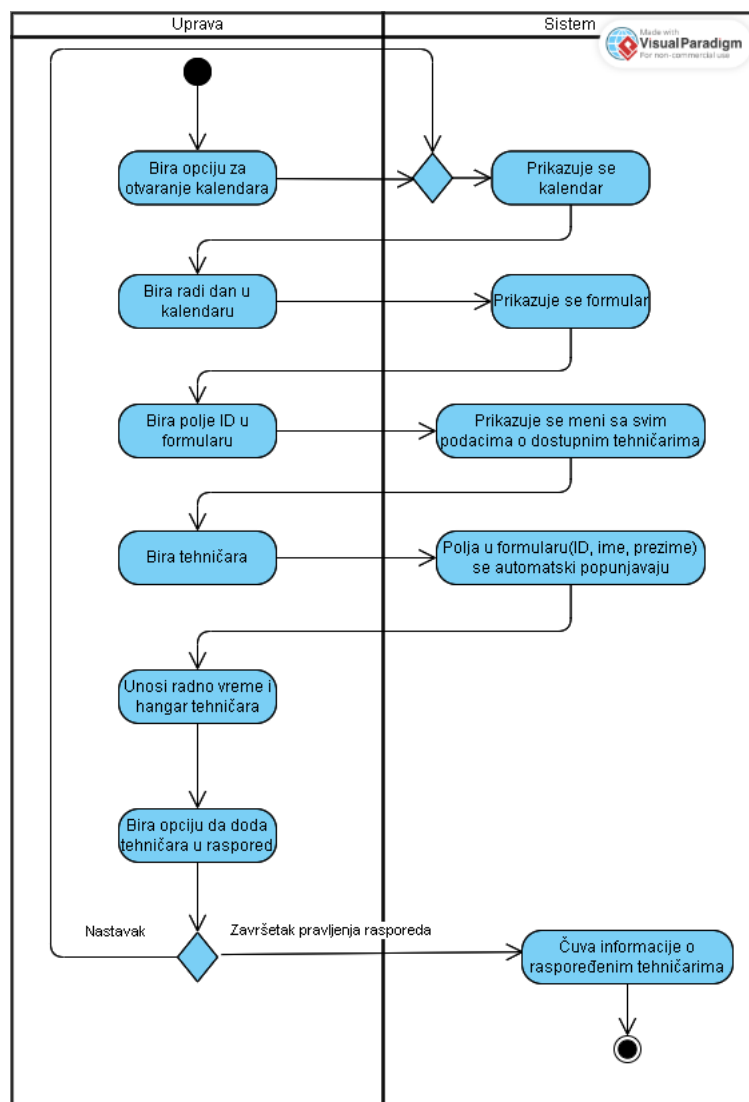 Uprava
Sistem
Made with
Visual Paradigm
For non-commercial use
Bira opciju za
otvaranje kalendara
Prikazuje se
kalendar
Bira radi dan u
kalendaru
Prikazuje se formular
Bira polje ID u
formularu
Prikazuje se meni sa svim
podacima o dostupnim tehničarima
Bira tehničara
Polja u formularu(ID, ime, prezime)
se automatski popunjavaju
Unosi radno vreme i
hangar tehničara
Bira opciju da doda
tehničara u raspored
Nastavak
Završetak pravljenja rasporeda
Čuva informacije o
raspoređenim tehničarima